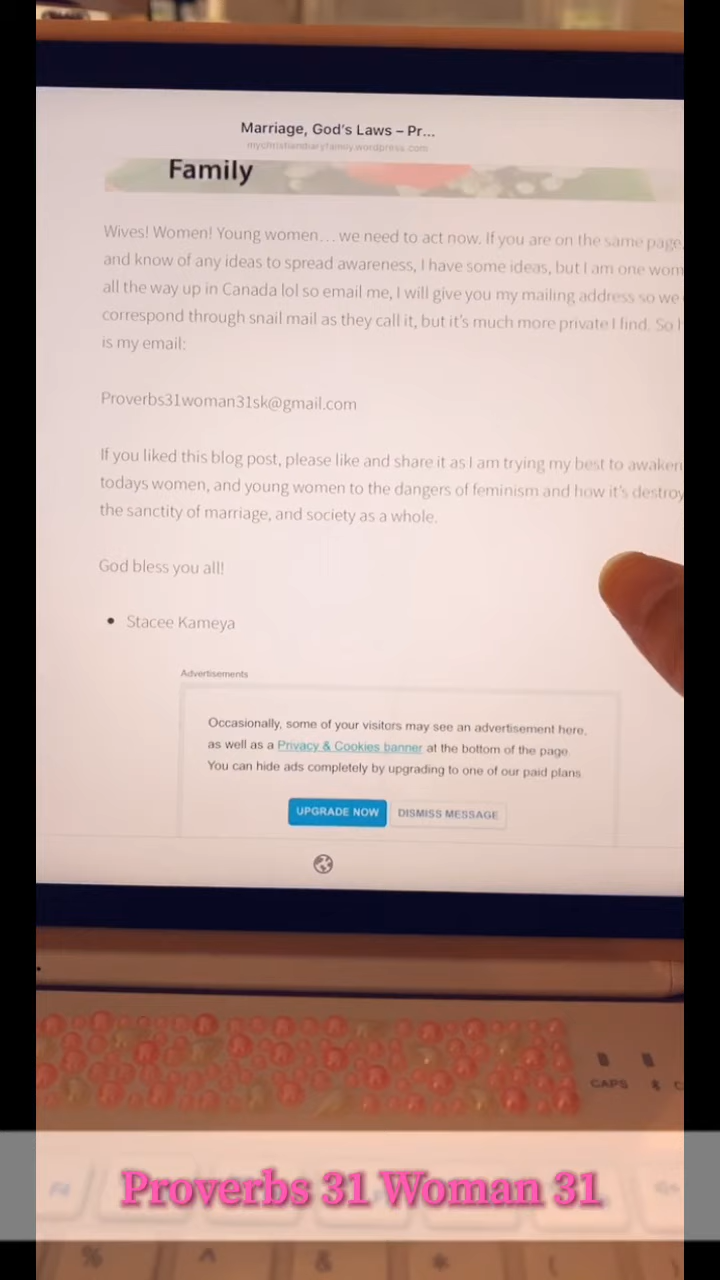 Marriage, God's Laws – Pr...
mychristiandiaryfamily.wordpress.com
Family
Wives! Women! Young women...we need to act now. If you are on the same page
and know of any ideas to spread awareness, I have some ideas, but I am one wom
all the way up in Canada lol so email me, I will give you my mailing address so we
correspond through snail mail as they call it, but it's much more private I find. So h
is my email:
Proverbs31woman31sk@gmail.com
If you liked this blog post, please like and share it as I am trying my best to awaken
todays women, and young women to the dangers of feminism and how it's destroy
the sanctity of marriage, and society as a whole.
God bless you all!
• Stacee Kameya
Advertisements
Occasionally, some of your visitors may see an advertisement here,
as well as a Privacy & Cookies banner at the bottom of the page.
You can hide ads completely by upgrading to one of our paid plans.
UPGRADE NOW DISMISS MESSAGE
CAPS
Proverbs 31 Woman 31
% ^ & * (